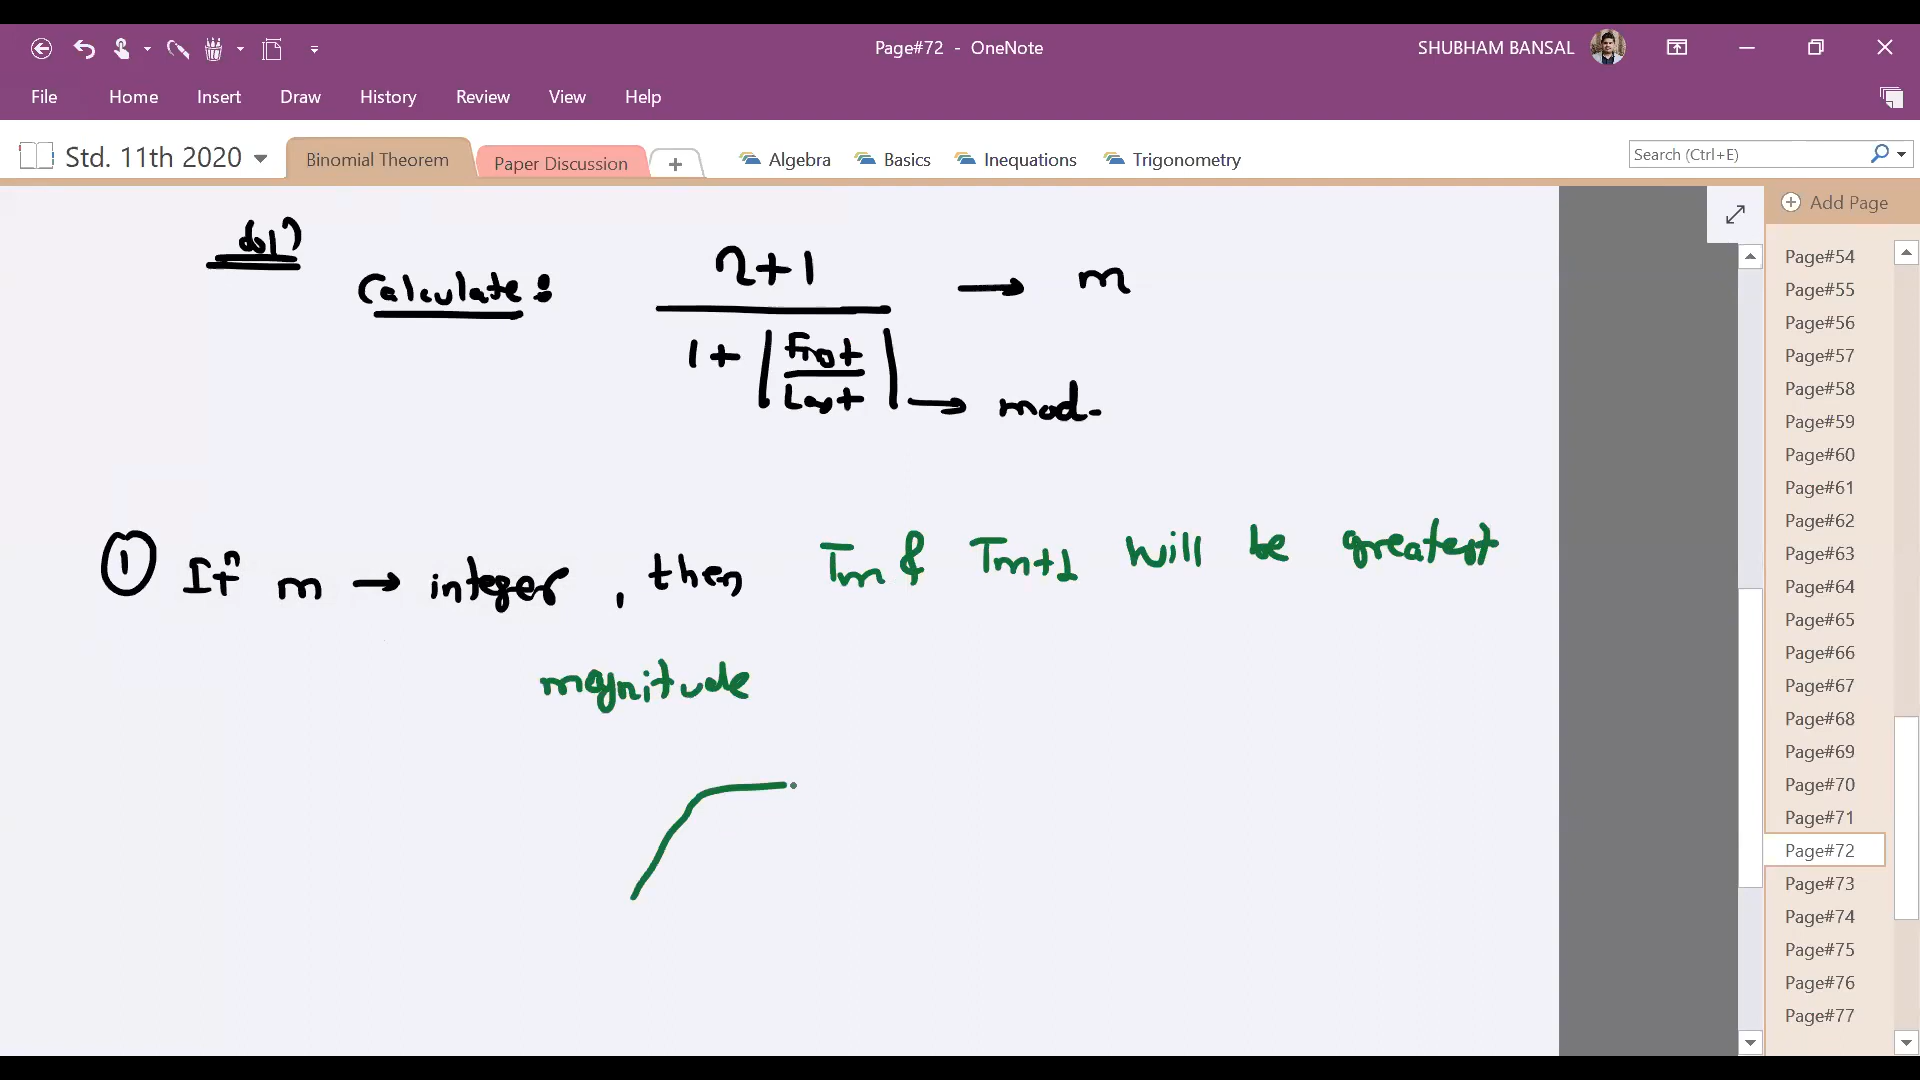 Page#72 - OneNote
SHUBHAM BANSAL
File Home Insert Draw History Review View Help
Std. 11th 2020
Binomial Theorem
Paper Discussion
+
Algebra Basics Inequations Trigonometry
Search (Ctrl+E)
Add Page
Sol^n
Calculate :
n+1
1 + | First / Last |
→ m
→ mod-
① If m → integer , then Tm & Tm+1 will be greatest
magnitude
Page#54
Page#55
Page#56
Page#57
Page#58
Page#59
Page#60
Page#61
Page#62
Page#63
Page#64
Page#65
Page#66
Page#67
Page#68
Page#69
Page#70
Page#71
Page#72
Page#73
Page#74
Page#75
Page#76
Page#77